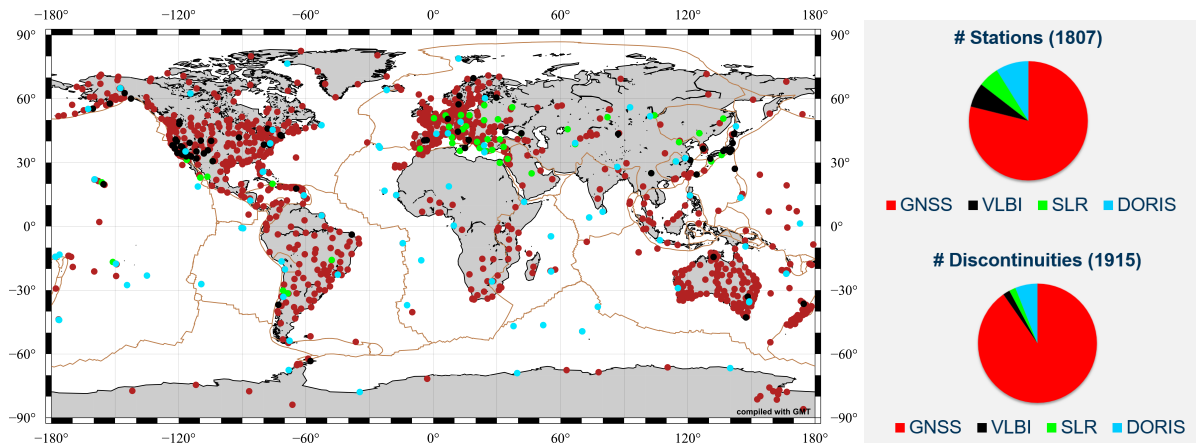 −180° −120° −60° 0° 60° 120° 180°
90° 90°
60° 60°
30° 30°
0° 0°
−30° −30°
−60° −60°
−90° −90°
compiled with GMT
−180° −120° −60° 0° 60° 120° 180°
# Stations (1807)
GNSS VLBI SLR DORIS
# Discontinuities (1915)
GNSS VLBI SLR DORIS